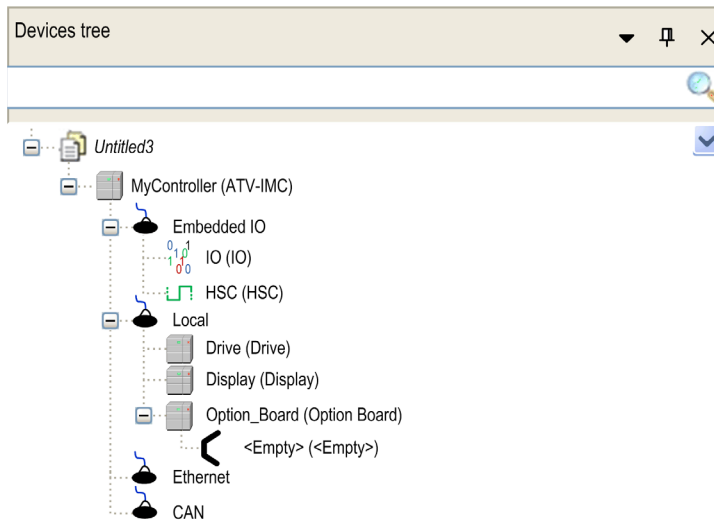 Devices tree
Untitled3
MyController (ATV-IMC)
Embedded IO
IO (IO)
HSC (HSC)
Local
Drive (Drive)
Display (Display)
Option_Board (Option Board)
<Empty> (<Empty>)
Ethernet
CAN